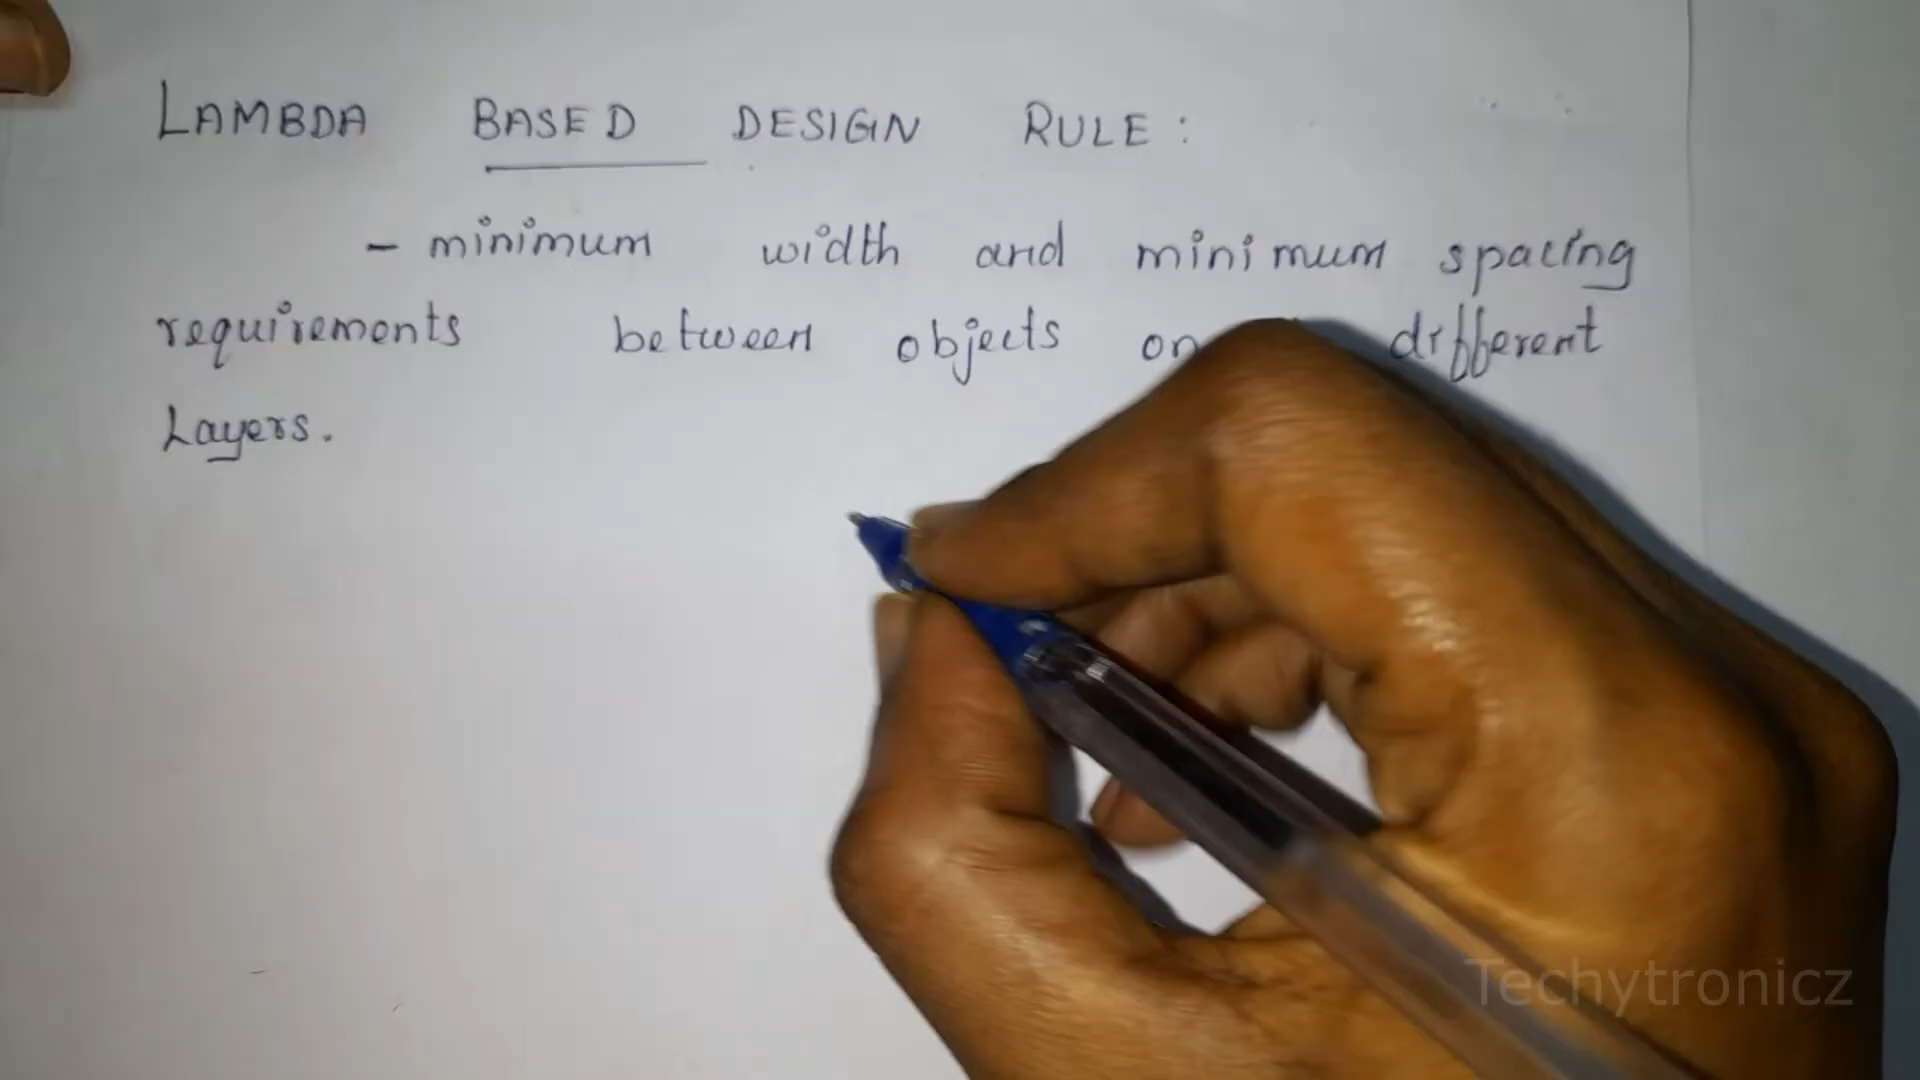 LAMBDA BASED DESIGN RULE :
- minimum width and minimum spacing
requirements between objects on different
Layers.
Techytronicz